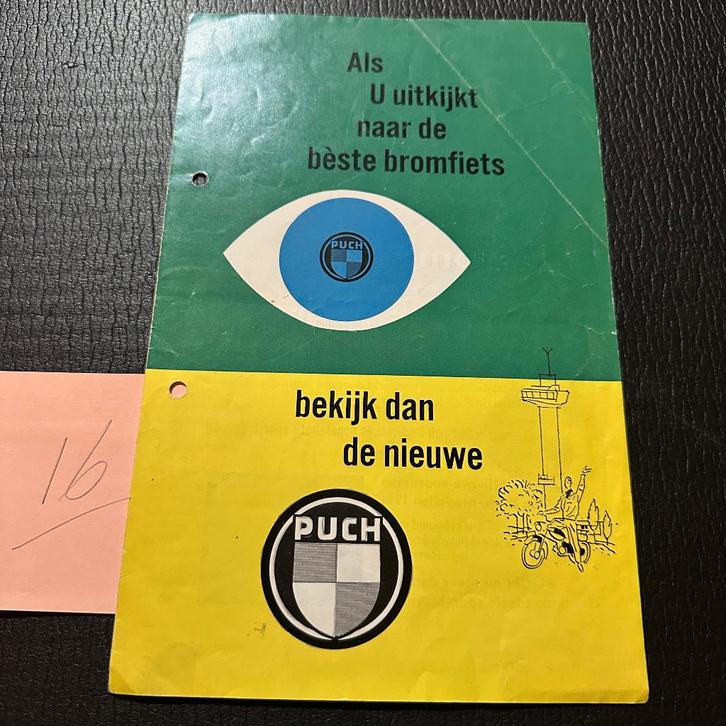 Als
U uitkijkt
naar de
bèste bromfiets
PUCH
bekijk dan
de nieuwe
PUCH
16